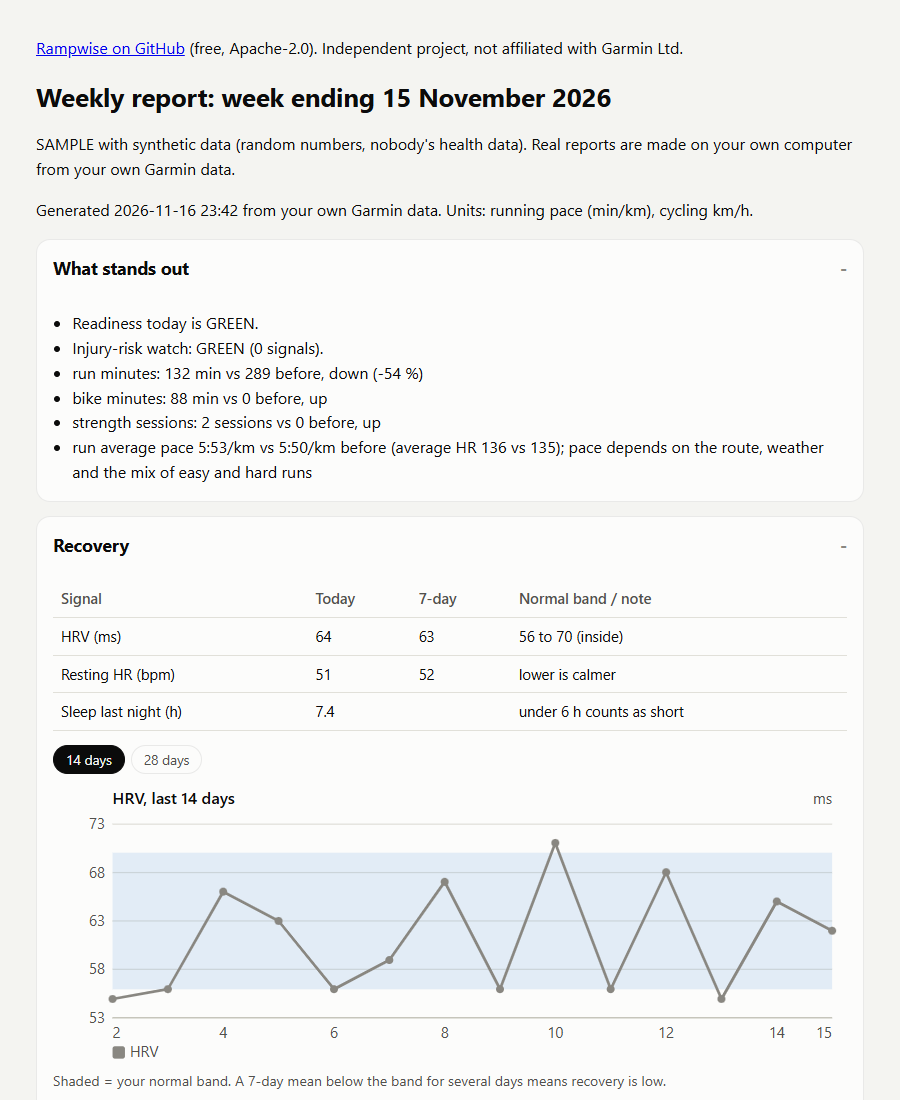 Rampwise on GitHub (free, Apache-2.0). Independent project, not affiliated with Garmin Ltd.
Weekly report: week ending 15 November 2026
SAMPLE with synthetic data (random numbers, nobody's health data). Real reports are made on your own computer
from your own Garmin data.
Generated 2026-11-16 23:42 from your own Garmin data. Units: running pace (min/km), cycling km/h.
What stands out -
• Readiness today is GREEN.
• Injury-risk watch: GREEN (0 signals).
• run minutes: 132 min vs 289 before, down (-54 %)
• bike minutes: 88 min vs 0 before, up
• strength sessions: 2 sessions vs 0 before, up
• run average pace 5:53/km vs 5:50/km before (average HR 136 vs 135); pace depends on the route, weather
and the mix of easy and hard runs
Recovery -
Signal Today 7-day Normal band / note
HRV (ms) 64 63 56 to 70 (inside)
Resting HR (bpm) 51 52 lower is calmer
Sleep last night (h) 7.4 under 6 h counts as short
14 days 28 days
HRV, last 14 days ms
73
68
63
58
53
2 4 6 8 10 12 14 15
HRV
Shaded = your normal band. A 7-day mean below the band for several days means recovery is low.